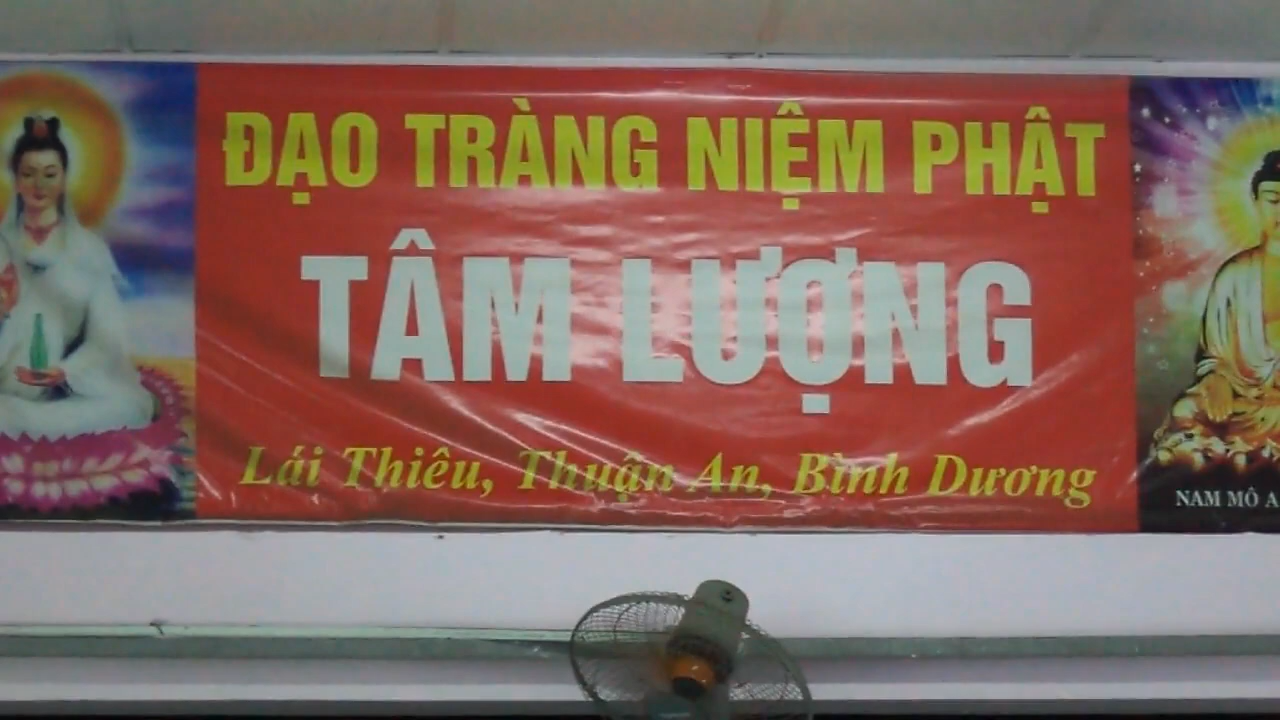 ĐẠO TRÀNG NIỆM PHẬT
TÂM LƯỢNG
Lái Thiêu, Thuận An, Bình Dương
NAM MÔ A